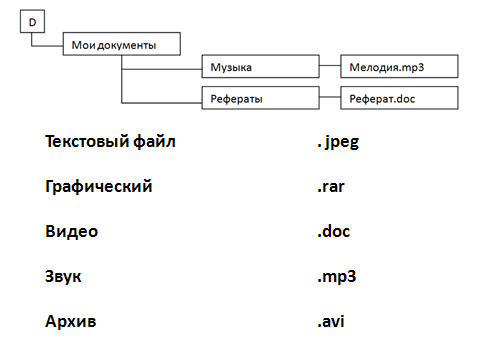 D
Мои документы
Музыка Мелодия.mp3
Рефераты Реферат.doc
Текстовый файл . jpeg
Графический .rar
Видео .doc
Звук .mp3
Архив .avi